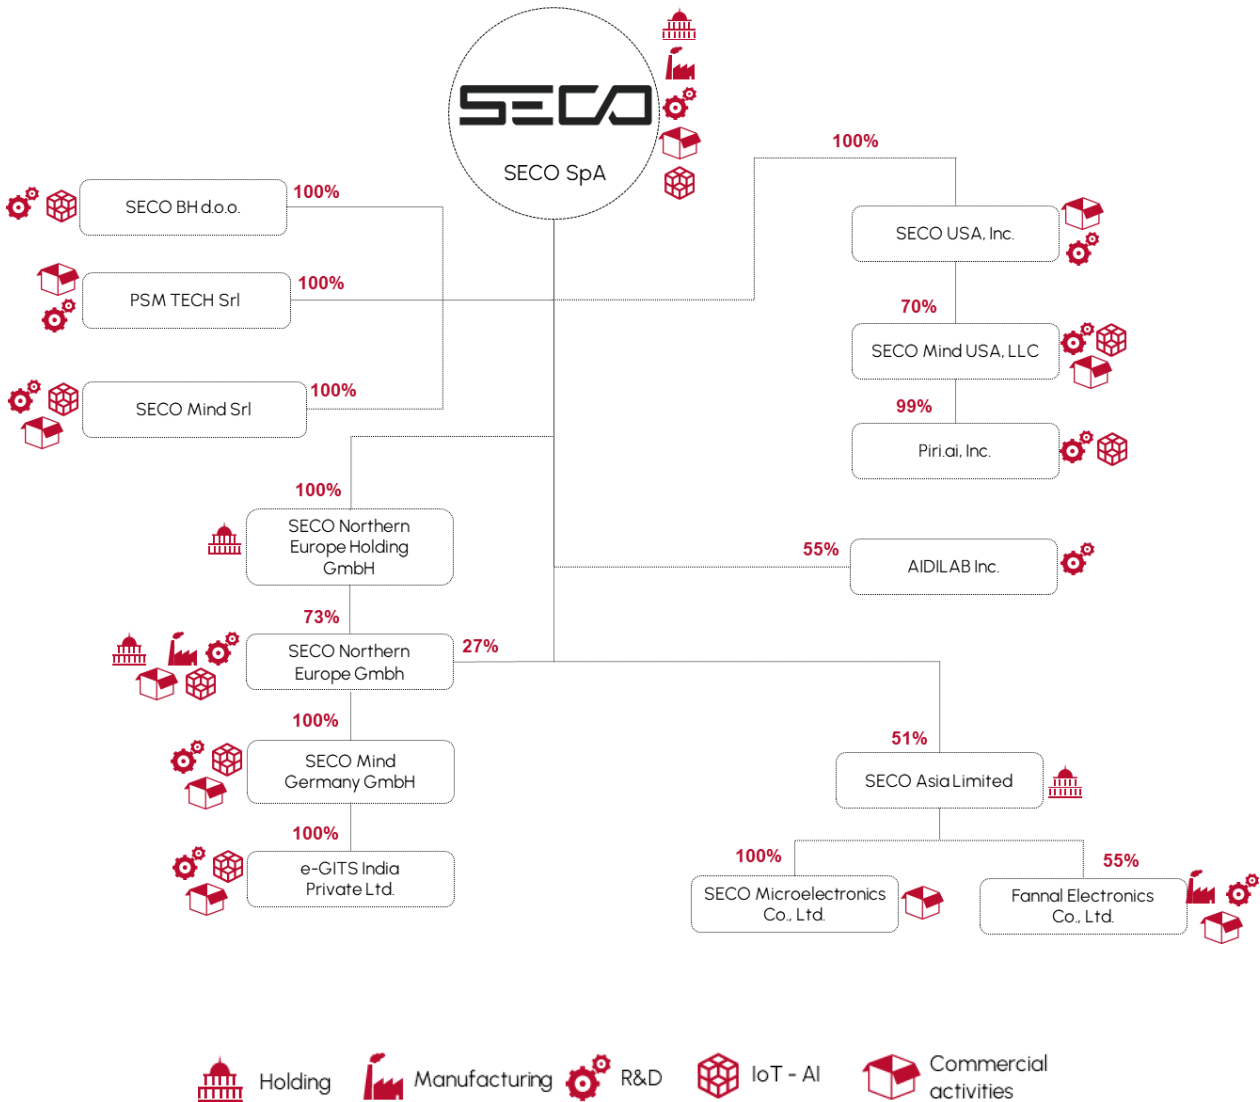 SECO
SECO SpA
100%
SECO BH d.o.o.
100%
PSM TECH Srl
100%
SECO Mind Srl
100%
SECO USA, Inc.
70%
SECO Mind USA, LLC
99%
Piri.ai, Inc.
55%
AIDILAB Inc.
100%
SECO Northern
Europe Holding
GmbH
73%
SECO Northern
Europe Gmbh
27%
100%
SECO Mind
Germany GmbH
100%
e-GITS India
Private Ltd.
51%
SECO Asia Limited
100%
SECO Microelectronics
Co., Ltd.
55%
Fannal Electronics
Co., Ltd.
Holding
Manufacturing
R&D
IoT - AI
Commercial
activities